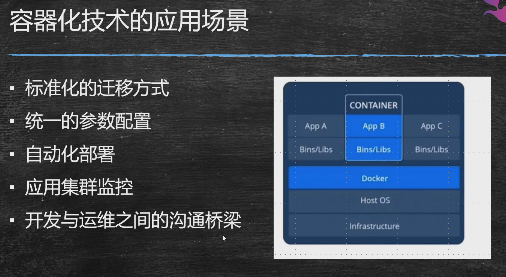 容器化技术的应用场景
▪ 标准化的迁移方式
▪ 统一的参数配置
▪ 自动化部署
▪ 应用集群监控
▪ 开发与运维之间的沟通桥梁
CONTAINER
App A App B App C
Bins/Libs Bins/Libs Bins/Libs
Docker
Host OS
Infrastructure